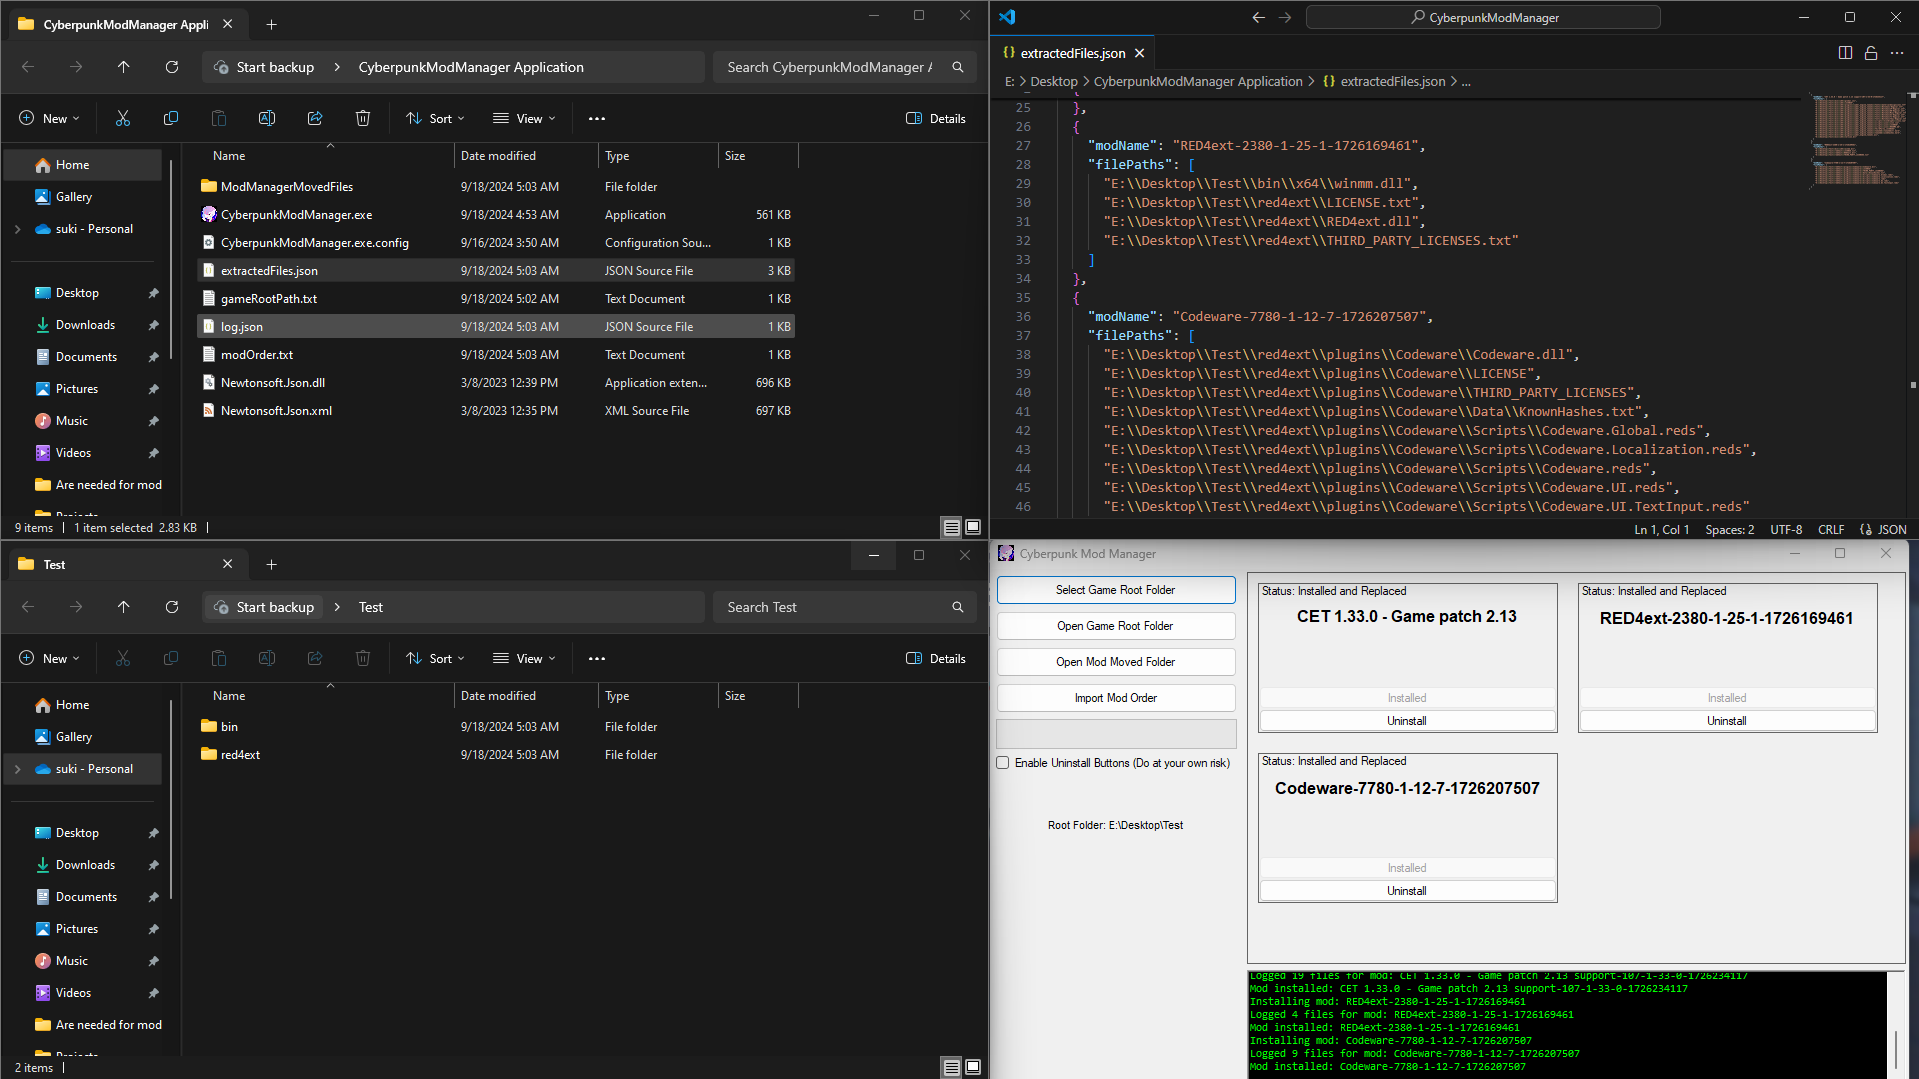 CyberpunkModManager Appli
Start backup > CyberpunkModManager Application
Search CyberpunkModManager A
New
Sort
View
Details
Name Date modified Type Size
Home
Gallery
suki - Personal
Desktop
Downloads
Documents
Pictures
Music
Videos
Are needed for mod
ModManagerMovedFiles 9/18/2024 5:03 AM File folder
CyberpunkModManager.exe 9/18/2024 4:53 AM Application 561 KB
CyberpunkModManager.exe.config 9/16/2024 3:50 AM Configuration Sou... 1 KB
extractedFiles.json 9/18/2024 5:03 AM JSON Source File 3 KB
gameRootPath.txt 9/18/2024 5:02 AM Text Document 1 KB
log.json 9/18/2024 5:03 AM JSON Source File 1 KB
modOrder.txt 9/18/2024 5:03 AM Text Document 1 KB
Newtonsoft.Json.dll 3/8/2023 12:39 PM Application exten... 696 KB
Newtonsoft.Json.xml 3/8/2023 12:35 PM XML Source File 697 KB
9 items | 1 item selected 2.83 KB |
CyberpunkModManager
extractedFiles.json
E: > Desktop > CyberpunkModManager Application > {} extractedFiles.json > ...
25 },
26 {
27 "modName": "RED4ext-2380-1-25-1-1726169461",
28 "filePaths": [
29 "E:\\Desktop\\Test\\bin\\x64\\winmm.dll",
30 "E:\\Desktop\\Test\\red4ext\\LICENSE.txt",
31 "E:\\Desktop\\Test\\red4ext\\RED4ext.dll",
32 "E:\\Desktop\\Test\\red4ext\\THIRD_PARTY_LICENSES.txt"
33 ]
34 },
35 {
36 "modName": "Codeware-7780-1-12-7-1726207507",
37 "filePaths": [
38 "E:\\Desktop\\Test\\red4ext\\plugins\\Codeware\\Codeware.dll",
39 "E:\\Desktop\\Test\\red4ext\\plugins\\Codeware\\LICENSE",
40 "E:\\Desktop\\Test\\red4ext\\plugins\\Codeware\\THIRD_PARTY_LICENSES",
41 "E:\\Desktop\\Test\\red4ext\\plugins\\Codeware\\Data\\KnownHashes.txt",
42 "E:\\Desktop\\Test\\red4ext\\plugins\\Codeware\\Scripts\\Codeware.Global.reds",
43 "E:\\Desktop\\Test\\red4ext\\plugins\\Codeware\\Scripts\\Codeware.Localization.reds",
44 "E:\\Desktop\\Test\\red4ext\\plugins\\Codeware\\Scripts\\Codeware.reds",
45 "E:\\Desktop\\Test\\red4ext\\plugins\\Codeware\\Scripts\\Codeware.UI.reds",
46 "E:\\Desktop\\Test\\red4ext\\plugins\\Codeware\\Scripts\\Codeware.UI.TextInput.reds"
Ln 1, Col 1 Spaces: 2 UTF-8 CRLF {} JSON
Test
Start backup > Test
Search Test
New
Sort
View
Details
Name Date modified Type Size
Home
Gallery
suki - Personal
Desktop
Downloads
Documents
Pictures
Music
Videos
Are needed for mod
bin 9/18/2024 5:03 AM File folder
red4ext 9/18/2024 5:03 AM File folder
2 items |
Cyberpunk Mod Manager
Select Game Root Folder
Open Game Root Folder
Open Mod Moved Folder
Import Mod Order
Enable Uninstall Buttons (Do at your own risk)
Root Folder: E:\Desktop\Test
Status: Installed and Replaced
CET 1.33.0 - Game patch 2.13
Installed
Uninstall
Status: Installed and Replaced
RED4ext-2380-1-25-1-1726169461
Installed
Uninstall
Status: Installed and Replaced
Codeware-7780-1-12-7-1726207507
Installed
Uninstall
Logged 19 files for mod: CET 1.33.0 - Game patch 2.13 support-107-1-33-0-1726234117
Mod installed: CET 1.33.0 - Game patch 2.13 support-107-1-33-0-1726234117
Installing mod: RED4ext-2380-1-25-1-1726169461
Logged 4 files for mod: RED4ext-2380-1-25-1-1726169461
Mod installed: RED4ext-2380-1-25-1-1726169461
Installing mod: Codeware-7780-1-12-7-1726207507
Logged 9 files for mod: Codeware-7780-1-12-7-1726207507
Mod installed: Codeware-7780-1-12-7-1726207507